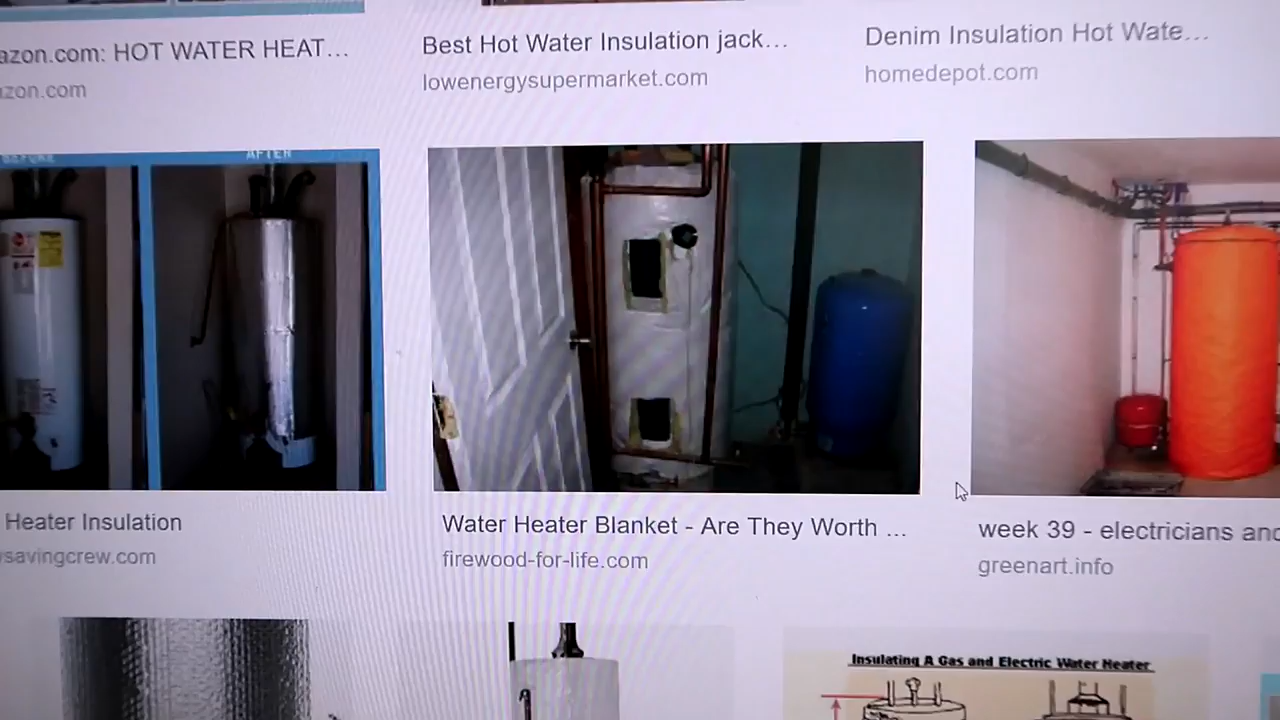 azon.com: HOT WATER HEAT...
azon.com
Best Hot Water Insulation jack...
lowenergysupermarket.com
Denim Insulation Hot Wate...
homedepot.com
AFTER
Heater Insulation
savingcrew.com
Water Heater Blanket - Are They Worth ...
firewood-for-life.com
week 39 - electricians and
greenart.info
Insulating A Gas and Electric Water Heater